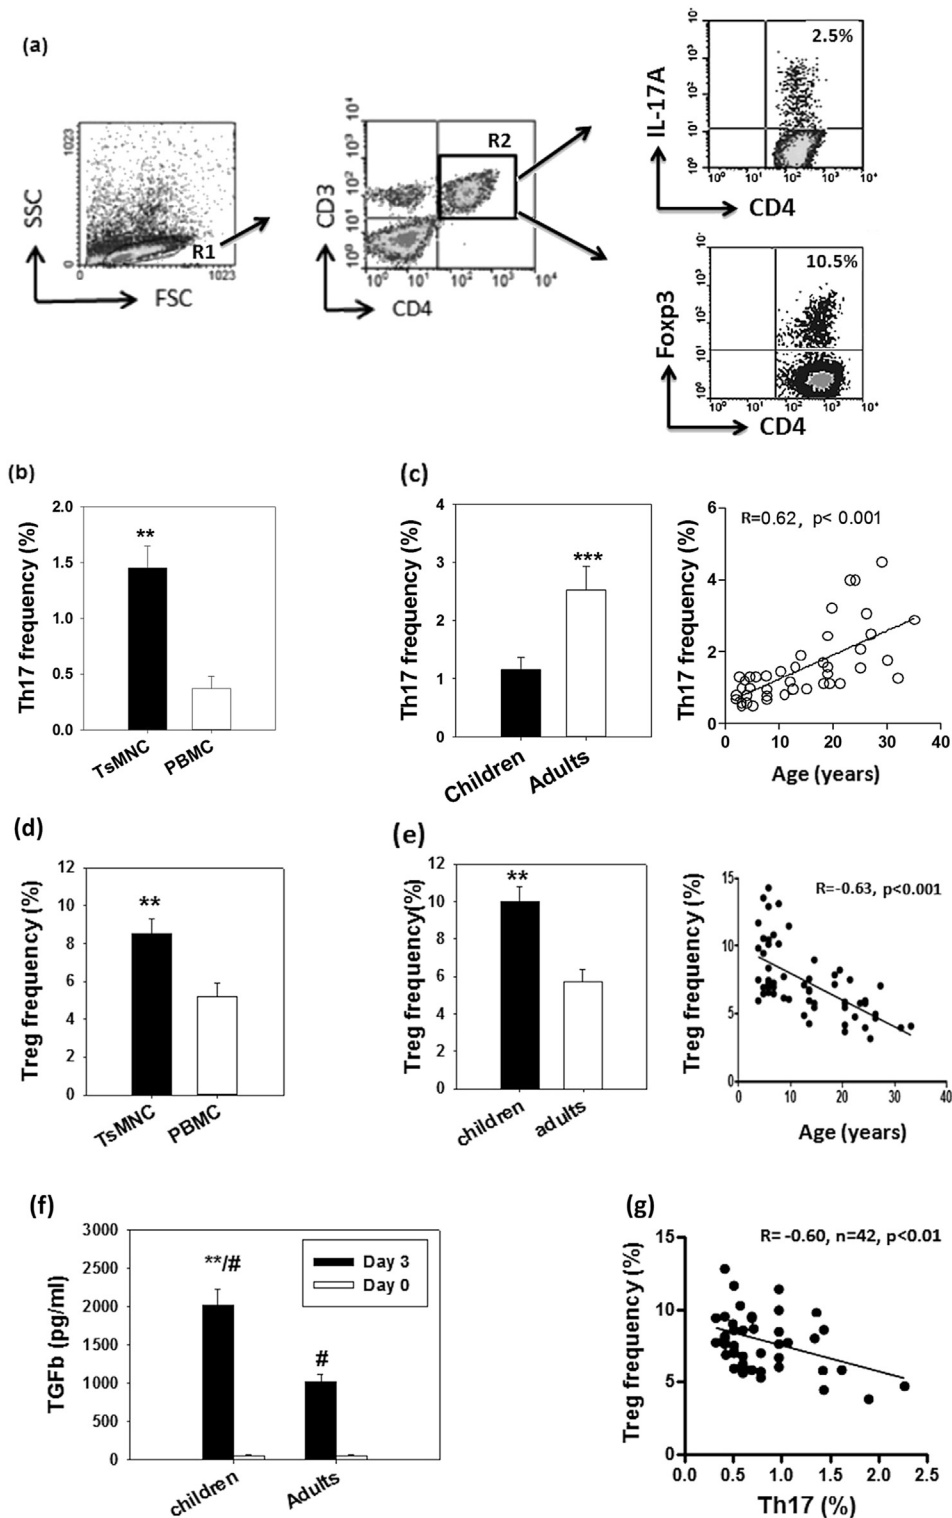 (a)
SSC
1023
0
R1
0
1023
FSC
CD3
10⁰ 10¹ 10² 10³ 10⁴
R2
10⁰ 10¹ 10² 10³ 10⁴
CD4
IL-17A
10⁰ 10¹ 10² 10³ 10⁴
2.5%
10⁰ 10¹ 10² 10³ 10⁴
CD4
Foxp3
10⁰ 10¹ 10² 10³ 10⁴
10.5%
10⁰ 10¹ 10² 10³ 10⁴
CD4
(b)
Th17 frequency (%)
2.0
1.5
1.0
0.5
0.0
**
TsMNC
PBMC
(c)
Th17 frequency (%)
4
3
2
1
0
***
Children
Adults
Th17 frequency (%)
6
4
2
0
R=0.62, p< 0.001
0 10 20 30 40
Age (years)
(d)
Treg frequency(%)
12
10
8
6
4
2
0
**
TsMNC
PBMC
(e)
Treg frequency(%)
12
10
8
6
4
2
0
**
children
adults
Treg frequency (%)
15
10
5
0
R=-0.63, p<0.001
0 10 20 30 40
Age (years)
(f)
TGFb (pg/ml)
3000
2500
2000
1500
1000
500
0
**/#
#
Day 3
Day 0
children
Adults
(g)
Treg frequency (%)
15
10
5
0
R= -0.60, n=42, p<0.01
0.0 0.5 1.0 1.5 2.0 2.5
Th17 (%)